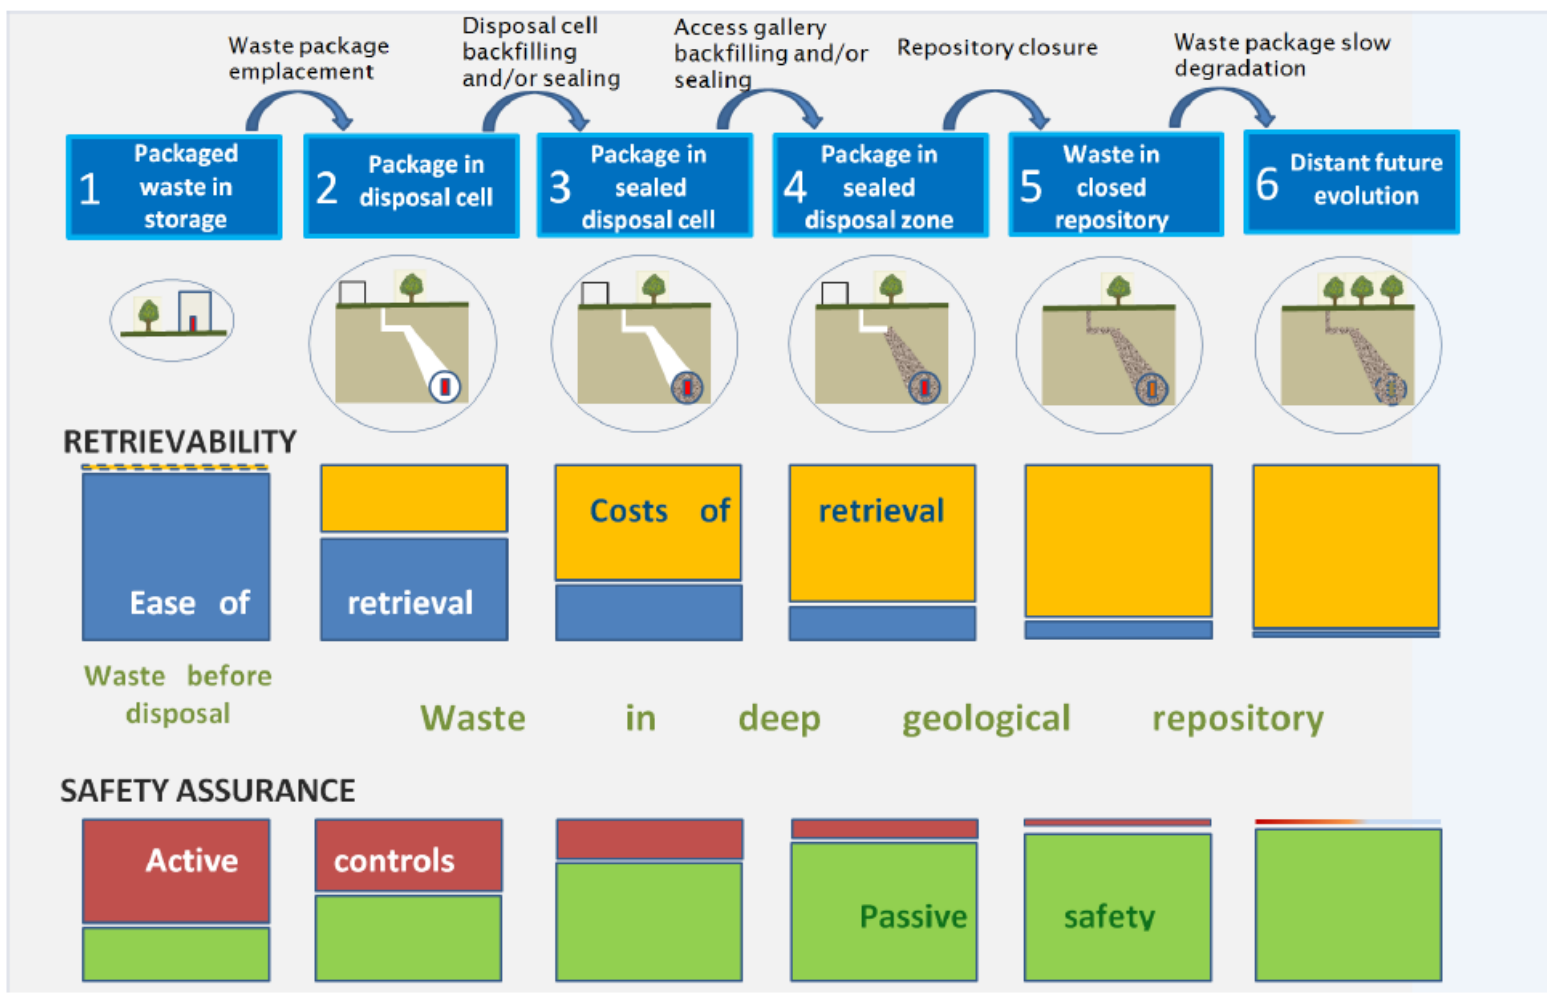 Waste package
emplacement
Disposal cell
backfilling
and/or sealing
Access gallery
backfilling and/or
sealing
Repository closure
Waste package slow
degradation
1 Packaged
waste in
storage
2 Package in
disposal cell
3 Package in
sealed
disposal cell
4 Package in
sealed
disposal zone
5 Waste in
closed
repository
6 Distant future
evolution
RETRIEVABILITY
Costs of retrieval
Ease of retrieval
Waste before
disposal
Waste in deep geological repository
SAFETY ASSURANCE
Active controls
Passive safety